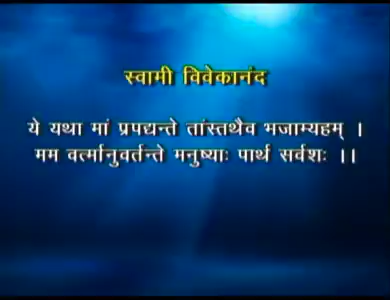 स्वामी विवेकानंद
ये यथा मां प्रपद्यन्ते तांस्तथैव भजाम्यहम् ।
मम वर्त्मानुवर्तन्ते मनुष्याः पार्थ सर्वशः ।।